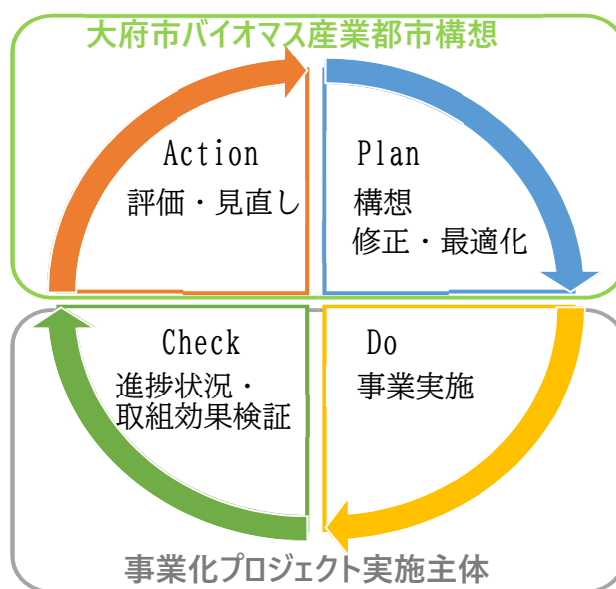 大府市バイオマス産業都市構想
Action
評価・見直し
Plan
構想
修正・最適化
Check
進捗状況・
取組効果検証
Do
事業実施
事業化プロジェクト実施主体